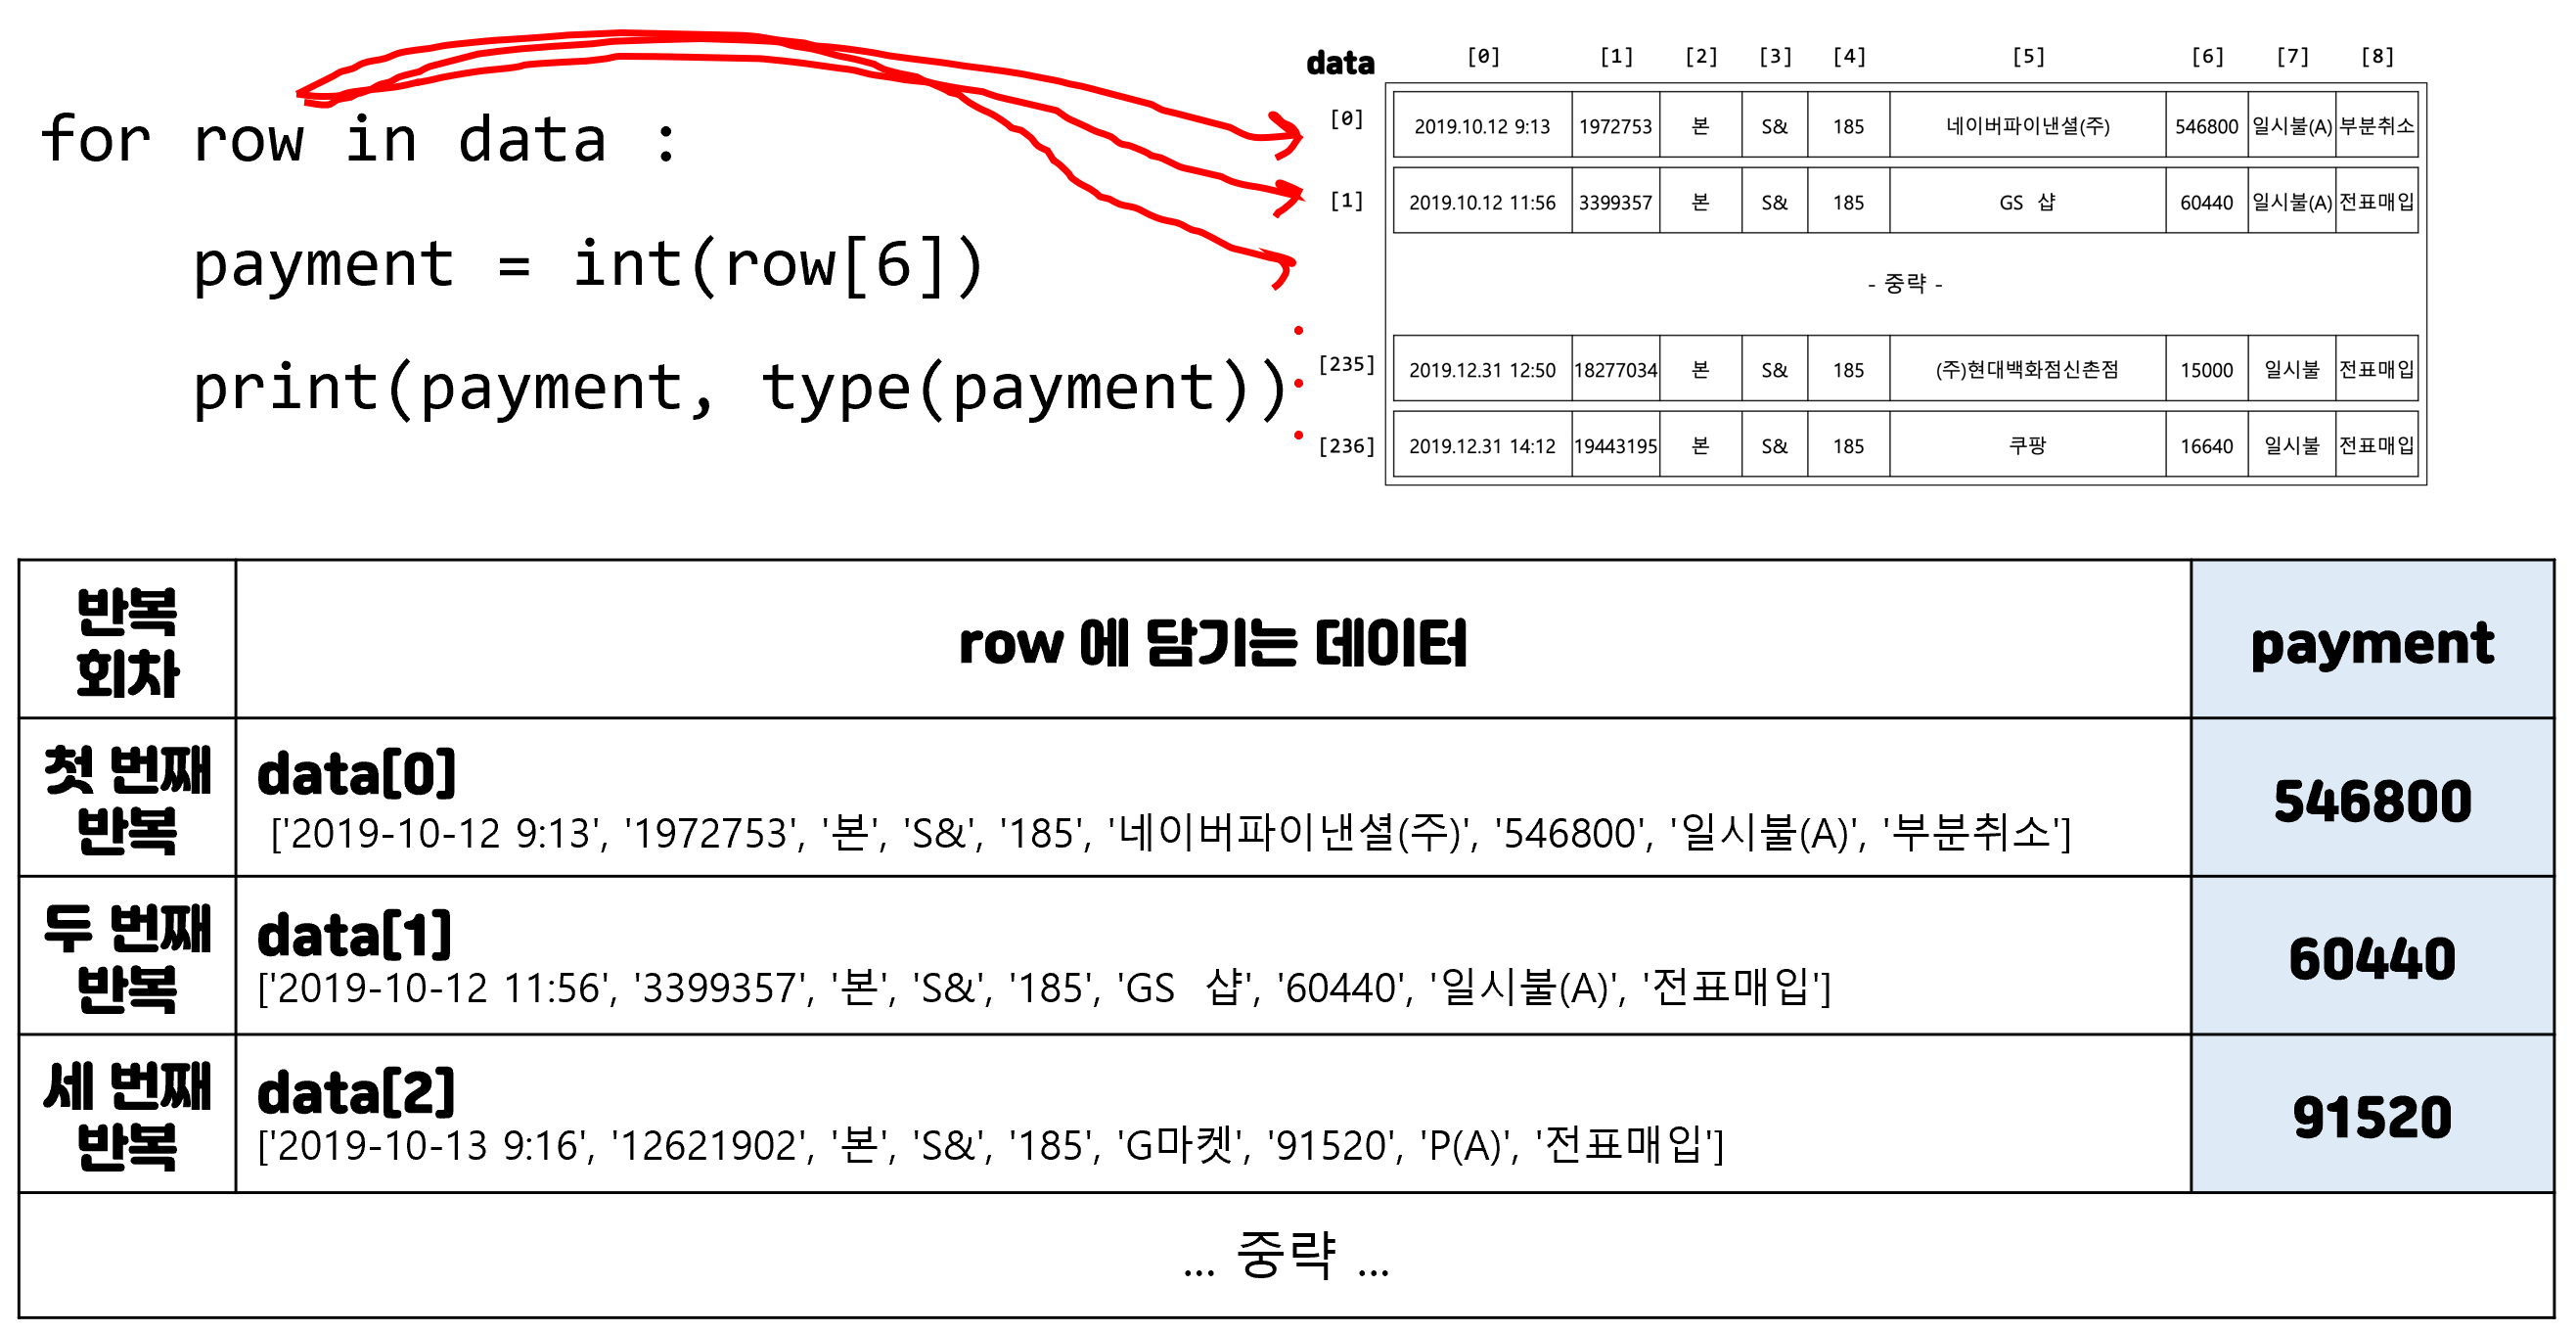 for row in data :
payment = int(row[6])
print(payment, type(payment))
data [0] [1] [2] [3] [4] [5] [6] [7] [8]
[0] 2019.10.12 9:13 1972753 본 S& 185 네이버파이낸셜(주) 546800 일시불(A) 부분취소
[1] 2019.10.12 11:56 3399357 본 S& 185 GS  샵 60440 일시불(A) 전표매입
- 중략 -
[235] 2019.12.31 12:50 18277034 본 S& 185 (주)현대백화점신촌점 15000 일시불 전표매입
[236] 2019.12.31 14:12 19443195 본 S& 185 쿠팡 16640 일시불 전표매입
반복
회차
row 에 담기는 데이터
payment
첫 번째
반복
data[0]
['2019-10-12 9:13', '1972753', '본', 'S&', '185', '네이버파이낸셜(주)', '546800', '일시불(A)', '부분취소']
546800
두 번째
반복
data[1]
['2019-10-12 11:56', '3399357', '본', 'S&', '185', 'GS  샵', '60440', '일시불(A)', '전표매입']
60440
세 번째
반복
data[2]
['2019-10-13 9:16', '12621902', '본', 'S&', '185', 'G마켓', '91520', 'P(A)', '전표매입']
91520
... 중략 ...